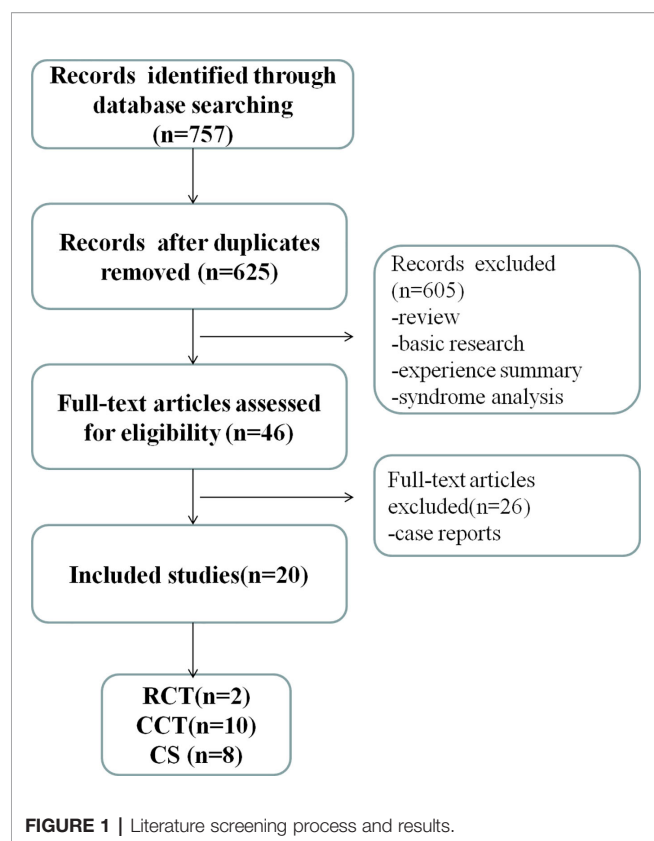 Records identified through
database searching
(n=757)
Records after duplicates
removed (n=625)
Records excluded
(n=605)
-review
-basic research
-experience summary
-syndrome analysis
Full-text articles assessed
for eligibility (n=46)
Full-text articles
excluded(n=26)
-case reports
Included studies(n=20)
RCT(n=2)
CCT(n=10)
CS (n=8)
FIGURE 1 | Literature screening process and results.